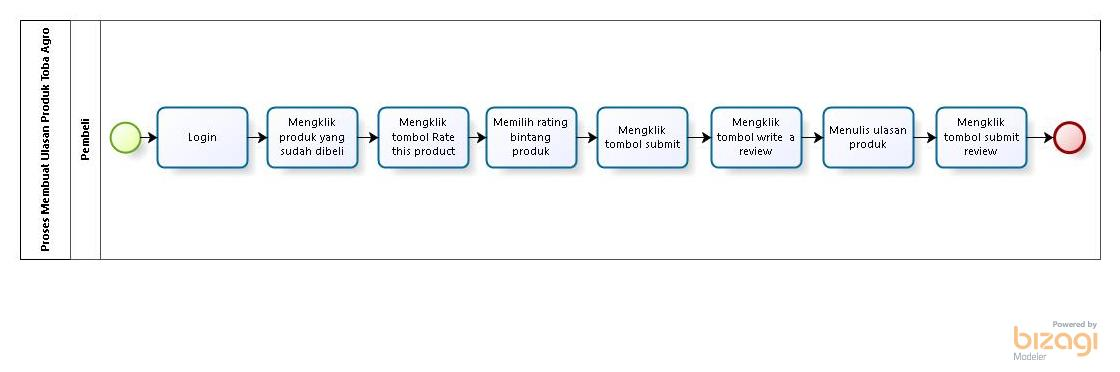 Proses Membuat Ulasan Produk Toba Agro
Pembeli
Login
Mengklik
produk yang
sudah dibeli
Mengklik
tombol Rate
this product
Memilih rating
bintang
produk
Mengklik
tombol submit
Mengklik
tombol write a
review
Menulis ulasan
produk
Mengklik
tombol submit
review
Powered by
bizagi
Modeler